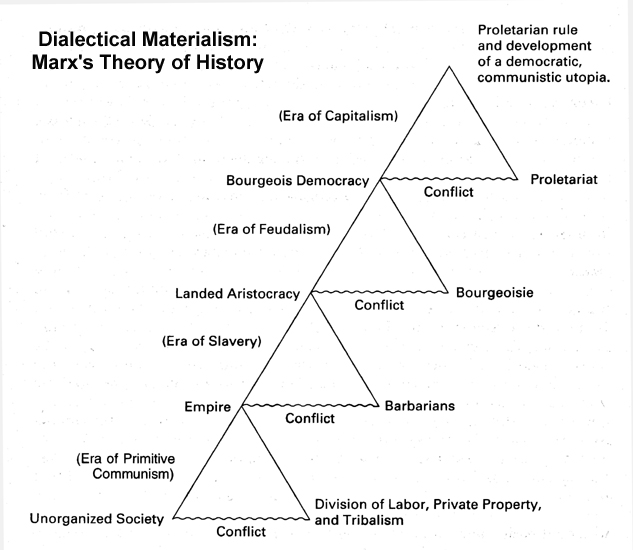 Dialectical Materialism:
Marx's Theory of History
Proletarian rule
and development
of a democratic,
communistic utopia.
(Era of Capitalism)
Bourgeois Democracy
Conflict
Proletariat
(Era of Feudalism)
Landed Aristocracy
Conflict
Bourgeoisie
(Era of Slavery)
Empire
Conflict
Barbarians
(Era of Primitive
Communism)
Unorganized Society
Conflict
Division of Labor, Private Property,
and Tribalism